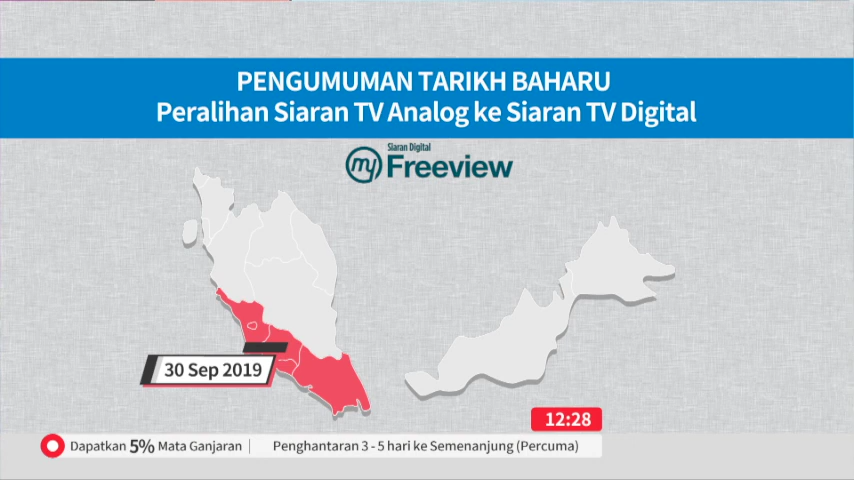 PENGUMUMAN TARIKH BAHARU
Peralihan Siaran TV Analog ke Siaran TV Digital
Siaran Digital
my Freeview
30 Sep 2019
12:28
Dapatkan 5% Mata Ganjaran | Penghantaran 3 - 5 hari ke Semenanjung (Percuma)